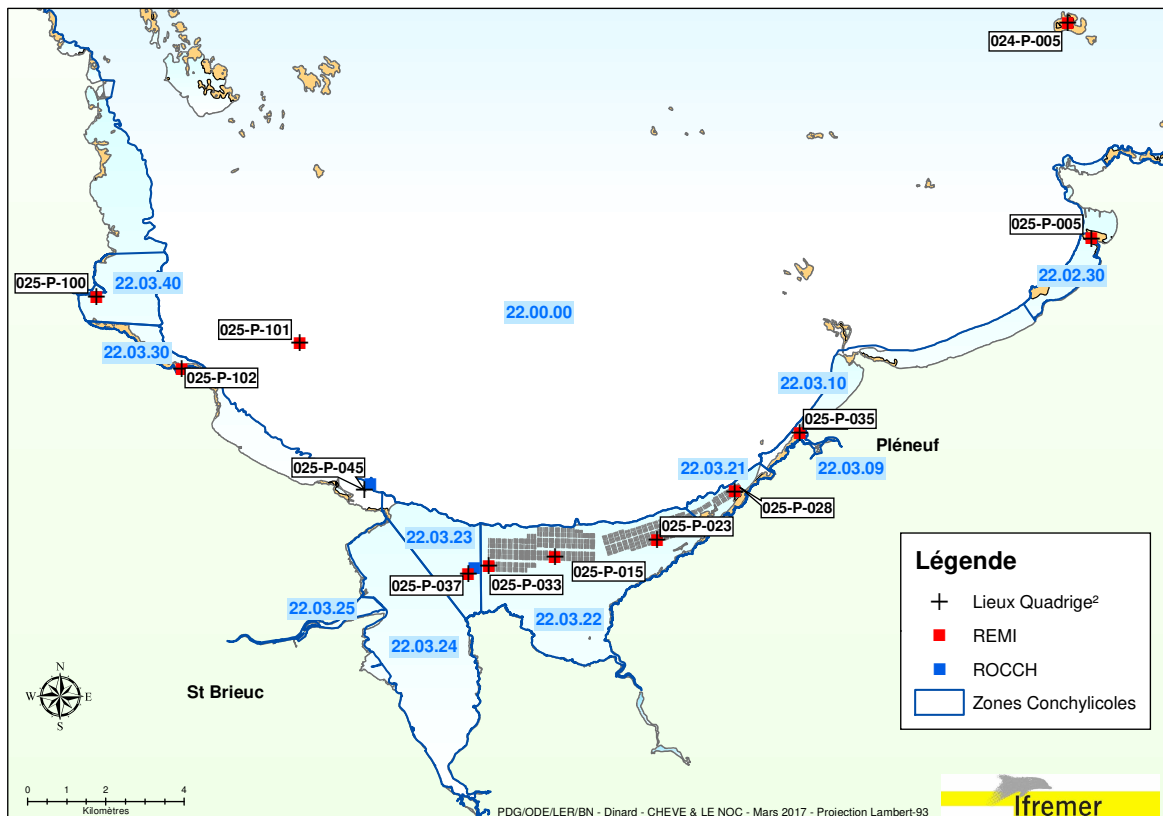 024-P-005
025-P-005
22.02.30
025-P-100
22.03.40
22.00.00
025-P-101
22.03.30
025-P-102
22.03.10
025-P-035
Pléneuf
22.03.09
025-P-045
22.03.21
025-P-028
22.03.23
025-P-023
025-P-037
025-P-033
025-P-015
22.03.25
22.03.22
22.03.24
St Brieuc
N
W E
S
0 1 2 4
Kilomètres
Légende
Lieux Quadrige²
REMI
ROCCH
Zones Conchylicoles
PDG/ODE/LER/BN - Dinard - CHEVE & LE NOC - Mars 2017 - Projection Lambert-93
Ifremer